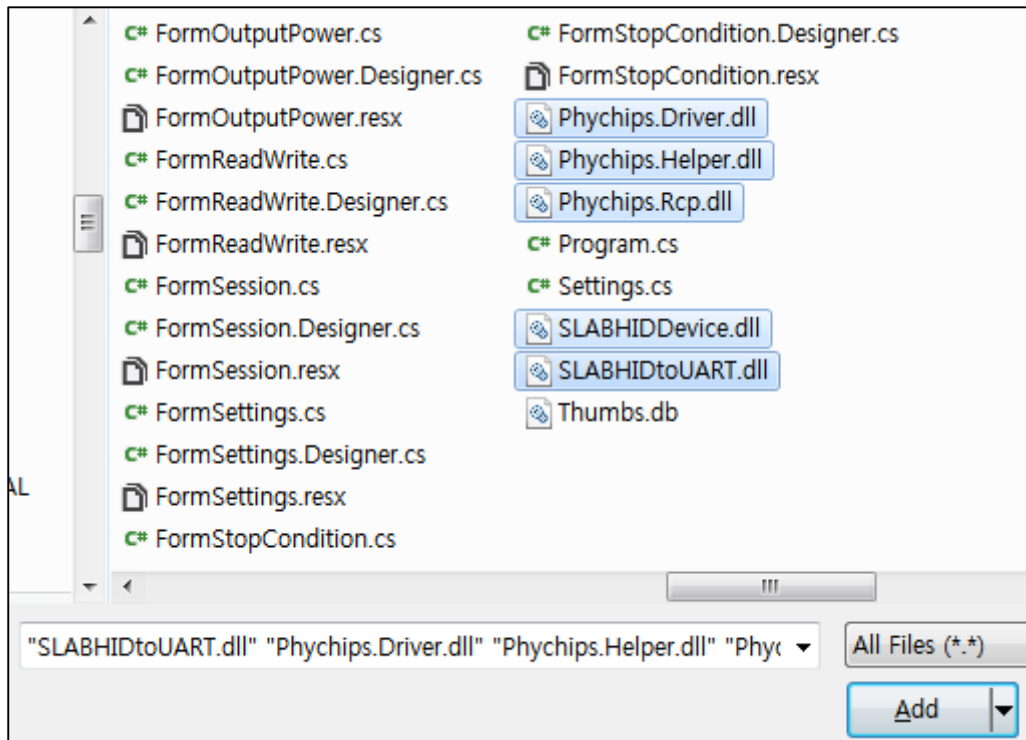 FormOutputPower.cs
FormOutputPower.Designer.cs
FormOutputPower.resx
FormReadWrite.cs
FormReadWrite.Designer.cs
FormReadWrite.resx
FormSession.cs
FormSession.Designer.cs
FormSession.resx
FormSettings.cs
FormSettings.Designer.cs
FormSettings.resx
FormStopCondition.cs
FormStopCondition.Designer.cs
FormStopCondition.resx
Phychips.Driver.dll
Phychips.Helper.dll
Phychips.Rcp.dll
Program.cs
Settings.cs
SLABHIDDevice.dll
SLABHIDtoUART.dll
Thumbs.db
AL
"SLABHIDtoUART.dll" "Phychips.Driver.dll" "Phychips.Helper.dll" "Phyc
All Files (*.*)
Add